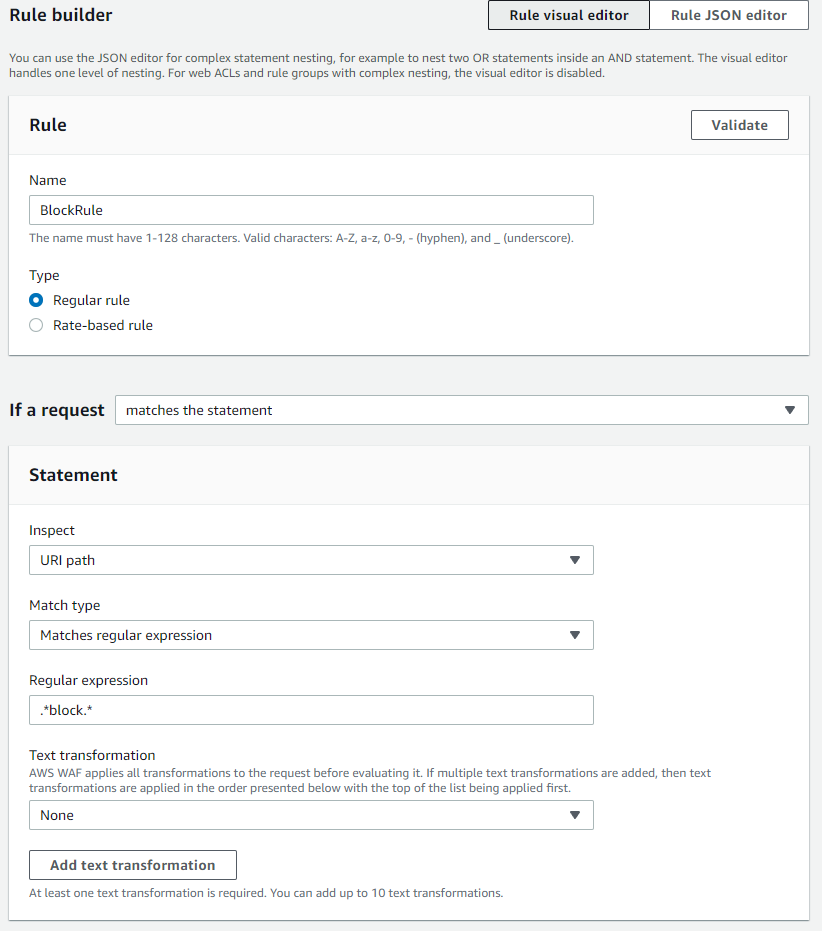 Rule builder
Rule visual editor
Rule JSON editor
You can use the JSON editor for complex statement nesting, for example to nest two OR statements inside an AND statement. The visual editor
handles one level of nesting. For web ACLs and rule groups with complex nesting, the visual editor is disabled.
Rule
Validate
Name
BlockRule
The name must have 1-128 characters. Valid characters: A-Z, a-z, 0-9, - (hyphen), and _ (underscore).
Type
Regular rule
Rate-based rule
If a request
matches the statement
Statement
Inspect
URI path
Match type
Matches regular expression
Regular expression
.*block.*
Text transformation
AWS WAF applies all transformations to the request before evaluating it. If multiple text transformations are added, then text
transformations are applied in the order presented below with the top of the list being applied first.
None
Add text transformation
At least one text transformation is required. You can add up to 10 text transformations.